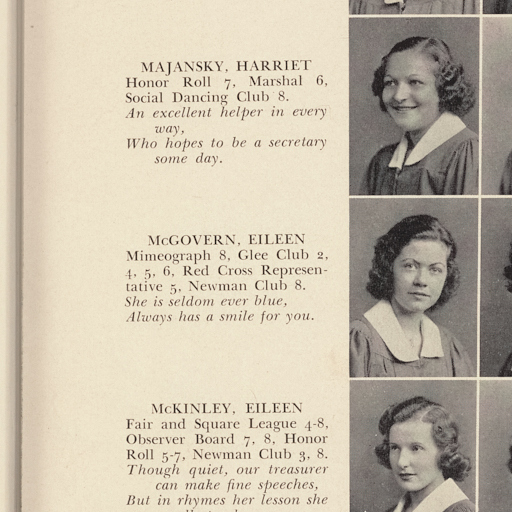 MAJANSKY, HARRIET
Honor Roll 7, Marshal 6,
Social Dancing Club 8.
An excellent helper in every
way,
Who hopes to be a secretary
some day.
McGOVERN, EILEEN
Mimeograph 8, Glee Club 2,
4, 5, 6, Red Cross Represen-
tative 5, Newman Club 8.
She is seldom ever blue,
Always has a smile for you.
McKINLEY, EILEEN
Fair and Square League 4-8,
Observer Board 7, 8, Honor
Roll 5-7, Newman Club 3, 8.
Though quiet, our treasurer
can make fine speeches,
But in rhymes her lesson she